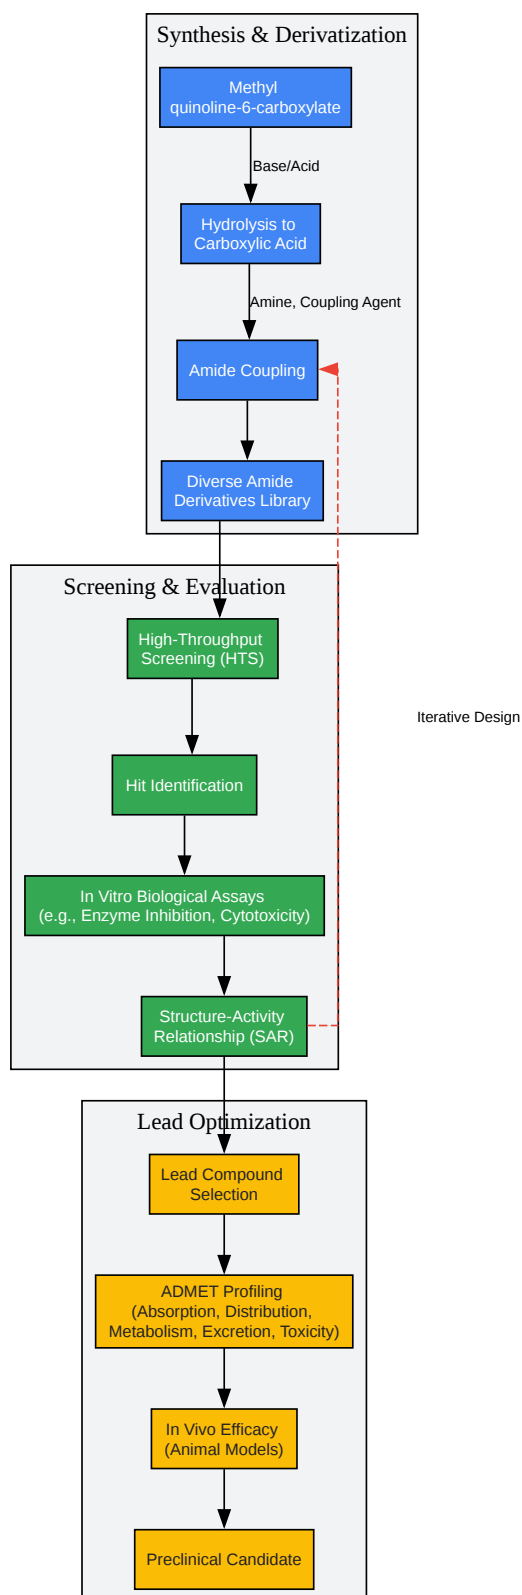 Synthesis & Derivatization
Methyl
quinoline-6-carboxylate
Base/Acid
Hydrolysis to
Carboxylic Acid
Amine, Coupling Agent
Amide Coupling
Diverse Amide
Derivatives Library
Screening & Evaluation
High-Throughput
Screening (HTS)
Iterative Design
Hit Identification
In Vitro Biological Assays
(e.g., Enzyme Inhibition, Cytotoxicity)
Structure-Activity
Relationship (SAR)
Lead Optimization
Lead Compound
Selection
ADMET Profiling
(Absorption, Distribution,
Metabolism, Excretion, Toxicity)
In Vivo Efficacy
(Animal Models)
Preclinical Candidate